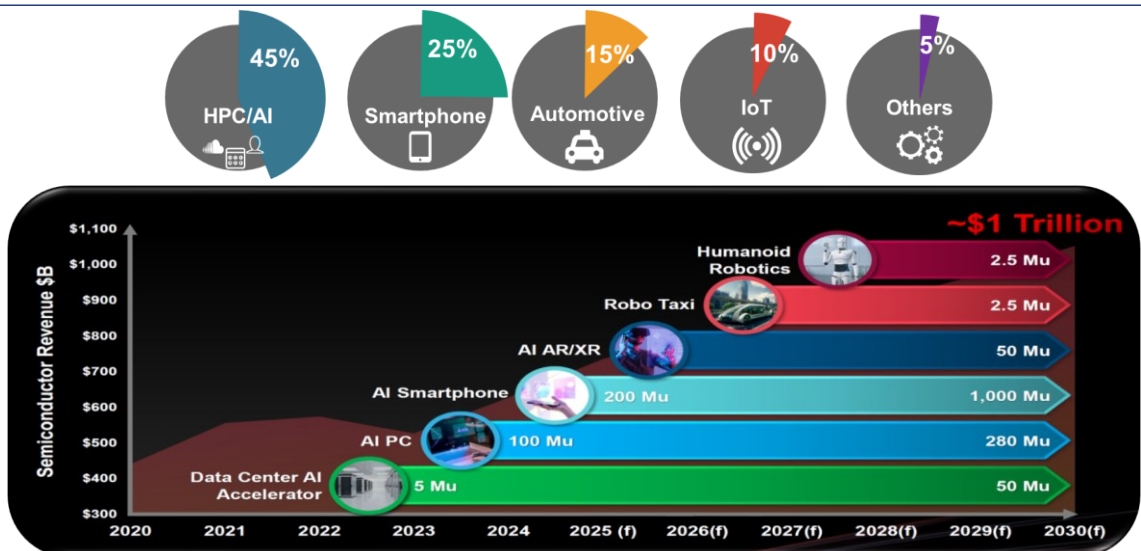 45%
HPC/AI
25%
Smartphone
15%
Automotive
10%
IoT
5%
Others
~$1 Trillion
Semiconductor Revenue $B
$1,100
$1,000
$900
$800
$700
$600
$500
$400
$300
Humanoid
Robotics
2.5 Mu
Robo Taxi
2.5 Mu
AI AR/XR
50 Mu
AI Smartphone
200 Mu
1,000 Mu
AI PC
100 Mu
280 Mu
Data Center AI
Accelerator
5 Mu
50 Mu
2020
2021
2022
2023
2024
2025 (f)
2026(f)
2027(f)
2028(f)
2029(f)
2030(f)